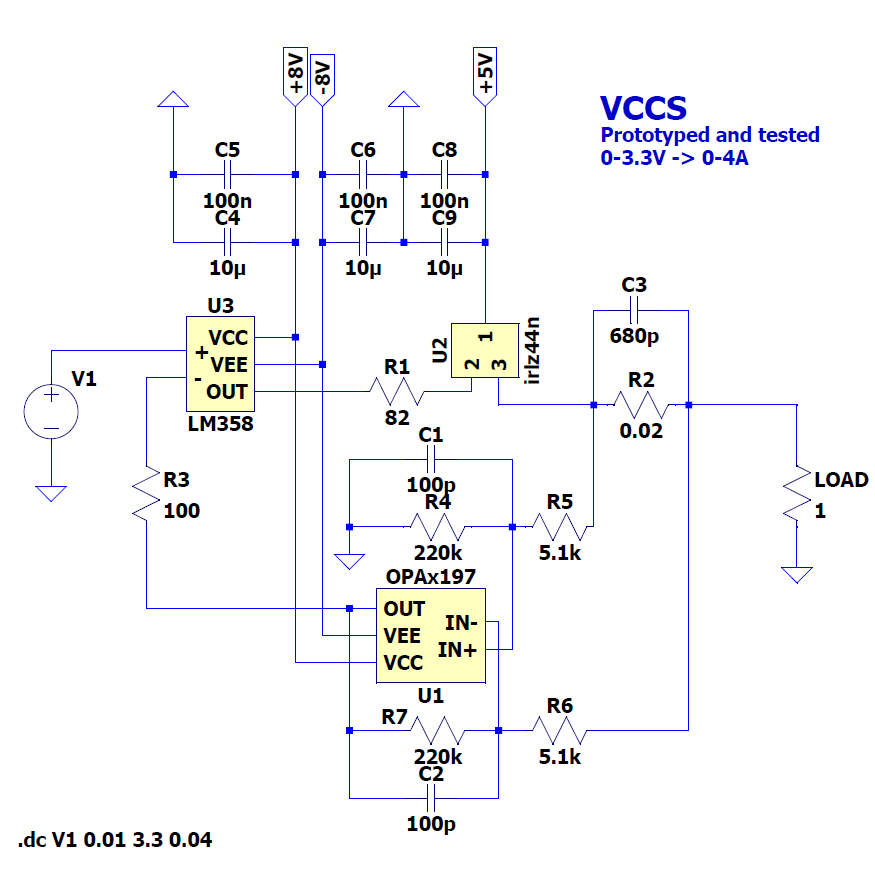 +8V
-8V
+5V
VCCS
Prototyped and tested
0-3.3V -> 0-4A
C5
100n
C4
10µ
C6
100n
C7
10µ
C8
100n
C9
10µ
U3
VCC
+
VEE
-
OUT
LM358
V1
+
R1
82
U2
1
2
3
irlz44n
C3
680p
R2
0.02
LOAD
1
R3
100
C1
100p
R4
220k
R5
5.1k
OPAx197
OUT
VEE
VCC
IN-
IN+
U1
R7
220k
C2
100p
R6
5.1k
.dc V1 0.01 3.3 0.04